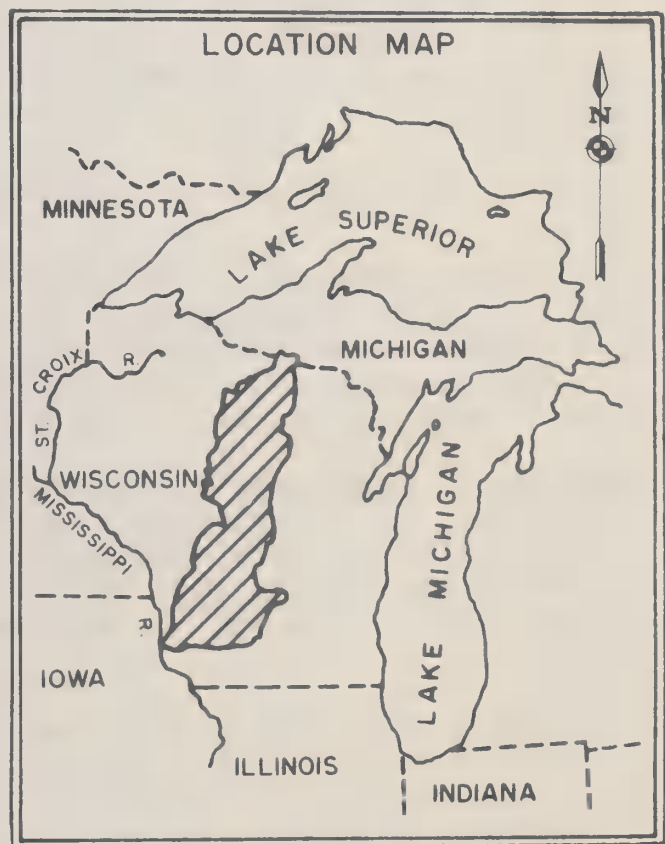 LOCATION MAP
N
MINNESOTA
LAKE SUPERIOR
MICHIGAN
ST. CROIX R.
WISCONSIN
MISSISSIPPI R.
LAKE MICHIGAN
IOWA
ILLINOIS
INDIANA